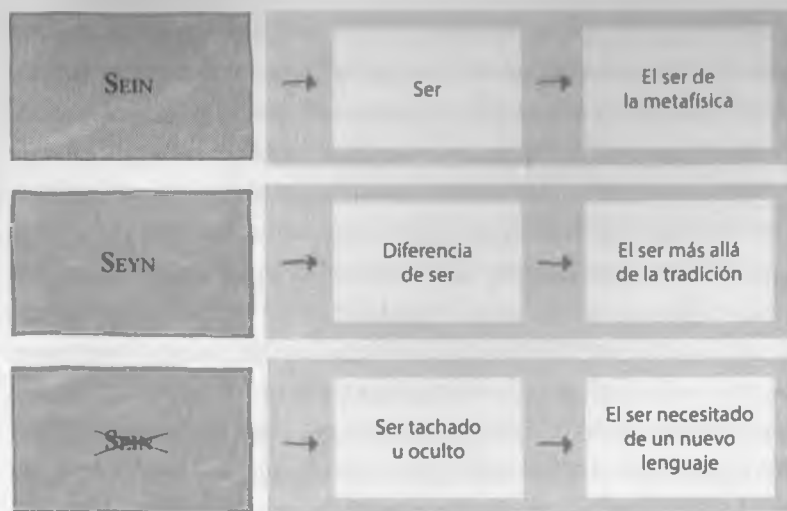 SEIN
Ser
El ser de
la metafísica
SEYN
Diferencia
de ser
El ser más allá
de la tradición
SEIN
Ser tachado
u oculto
El ser necesitado
de un nuevo
lenguaje